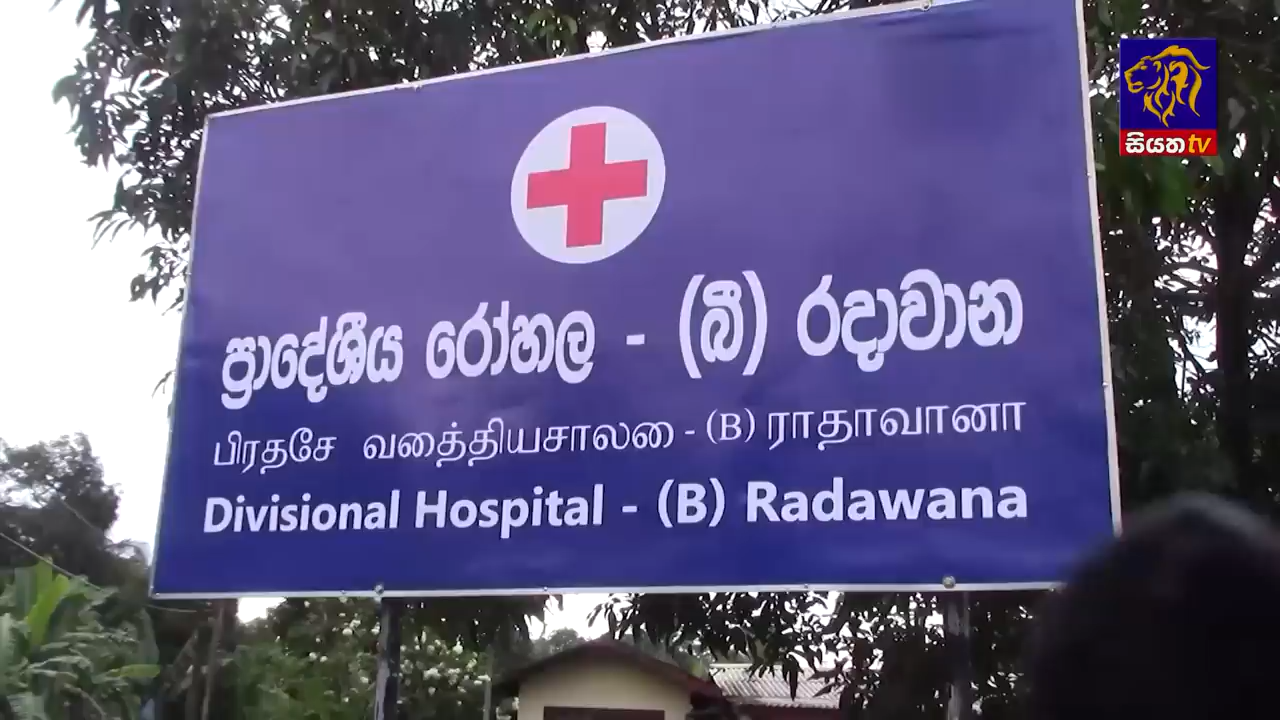 සියත tv
ප්‍රාදේශීය රෝහල - (බී) රදාවාන
பிரதசே வதைத்தியசாலை - (B) ராதாவானா
Divisional Hospital - (B) Radawana